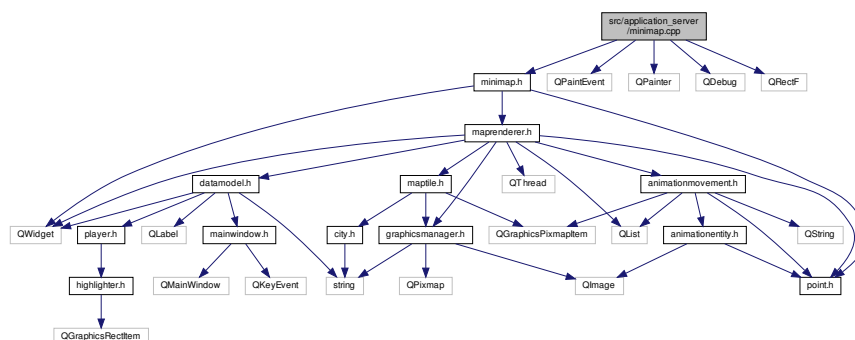 src/application_server
/minimap.cpp
minimap.h
QPaintEvent
QPainter
QDebug
QRectF
maprenderer.h
datamodel.h
maptile.h
QThread
animationmovement.h
QWidget
player.h
QLabel
mainwindow.h
city.h
graphicsmanager.h
QGraphicsPixmapItem
QList
animationentity.h
QString
highlighter.h
QMainWindow
QKeyEvent
string
QPixmap
QImage
point.h
QGraphicsRectItem